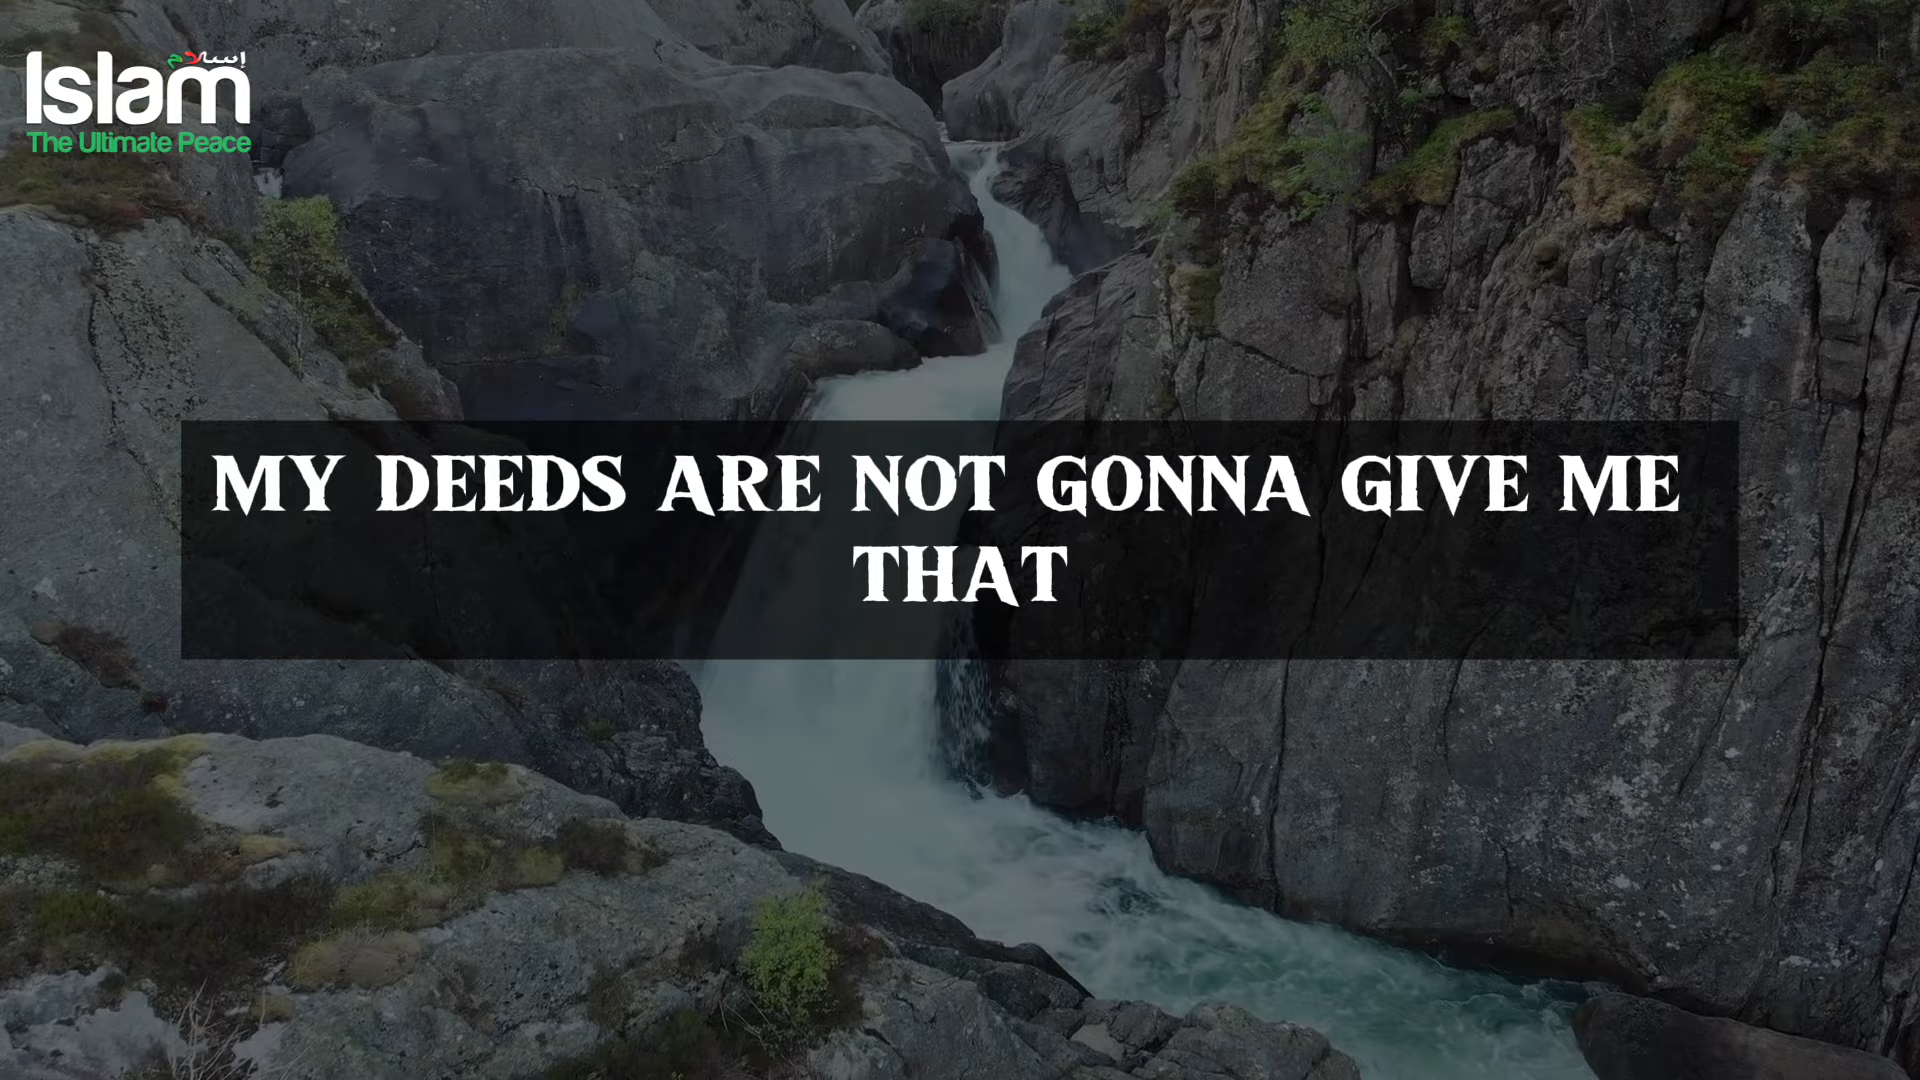 إسلام
Islam
The Ultimate Peace
MY DEEDS ARE NOT GONNA GIVE ME
THAT